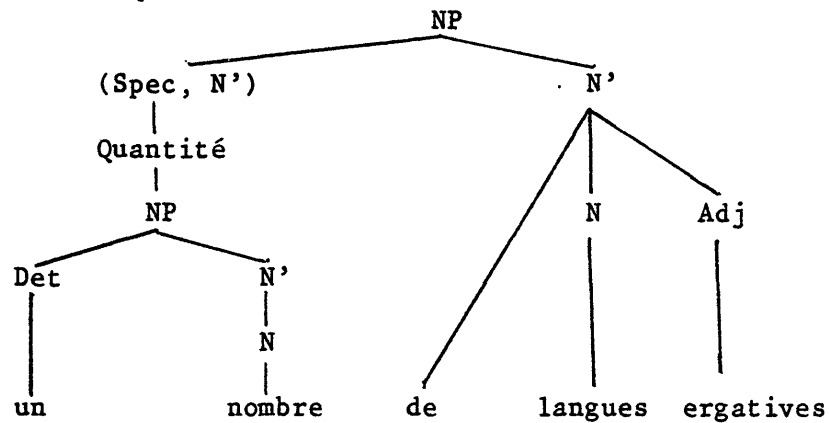 NP
(Spec, N’) N’
Quantité
NP N Adj
Det N’
N
un nombre de langues ergatives